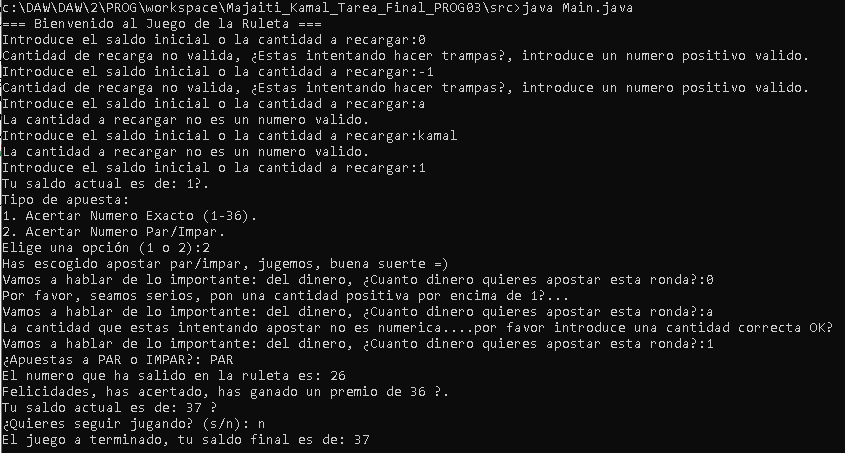 c:\DAW\DAW\2\PROG\workspace\Majaiti_Kamal_Tarea_Final_PROG03\src>java Main.java
=== Bienvenido al Juego de la Ruleta ===
Introduce el saldo inicial o la cantidad a recargar:0
Cantidad de recarga no valida, ¿Estas intentando hacer trampas?, introduce un numero positivo valido.
Introduce el saldo inicial o la cantidad a recargar:-1
Cantidad de recarga no valida, ¿Estas intentando hacer trampas?, introduce un numero positivo valido.
Introduce el saldo inicial o la cantidad a recargar:a
La cantidad a recargar no es un numero valido.
Introduce el saldo inicial o la cantidad a recargar:kamal
La cantidad a recargar no es un numero valido.
Introduce el saldo inicial o la cantidad a recargar:1
Tu saldo actual es de: 1?.
Tipo de apuesta:
1. Acertar Numero Exacto (1-36).
2. Acertar Numero Par/Impar.
Elige una opción (1 o 2):2
Has escogido apostar par/impar, jugemos, buena suerte =)
Vamos a hablar de lo importante: del dinero, ¿Cuanto dinero quieres apostar esta ronda?:0
Por favor, seamos serios, pon una cantidad positiva por encima de 1?...
Vamos a hablar de lo importante: del dinero, ¿Cuanto dinero quieres apostar esta ronda?:a
La cantidad que estas intentando apostar no es numerica....por favor introduce una cantidad correcta OK?
Vamos a hablar de lo importante: del dinero, ¿Cuanto dinero quieres apostar esta ronda?:1
¿Apuestas a PAR o IMPAR?: PAR
El numero que ha salido en la ruleta es: 26
Felicidades, has acertado, has ganado un premio de 36 ?.
Tu saldo actual es de: 37 ?
¿Quieres seguir jugando? (s/n): n
El juego a terminado, tu saldo final es de: 37